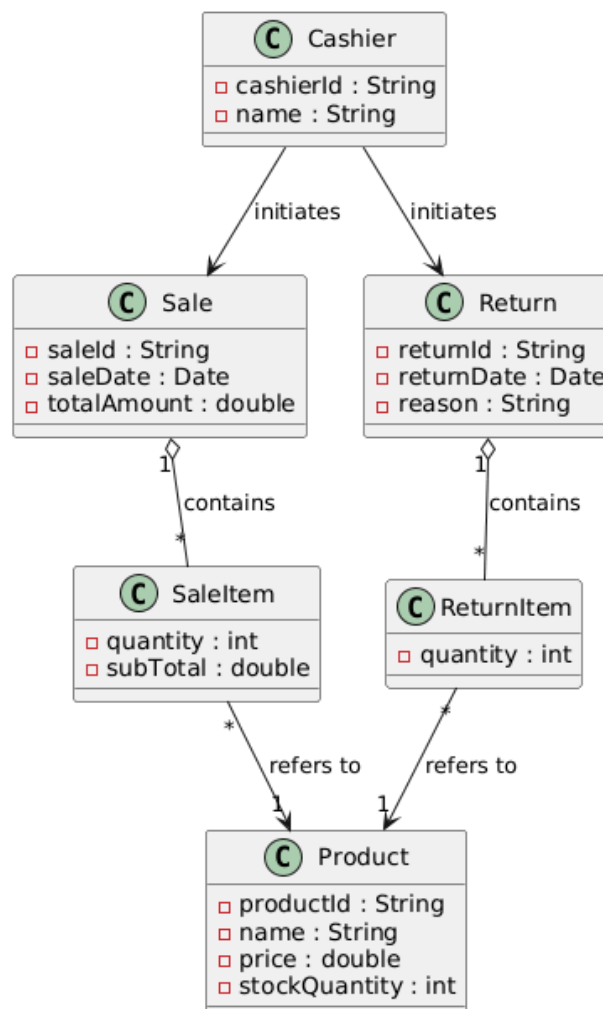 C Cashier
cashierId : String
name : String
initiates
initiates
C Sale
saleId : String
saleDate : Date
totalAmount : double
C Return
returnId : String
returnDate : Date
reason : String
1
contains
*
1
contains
*
C SaleItem
quantity : int
subTotal : double
C ReturnItem
quantity : int
*
refers to
1
*
refers to
1
C Product
productId : String
name : String
price : double
stockQuantity : int